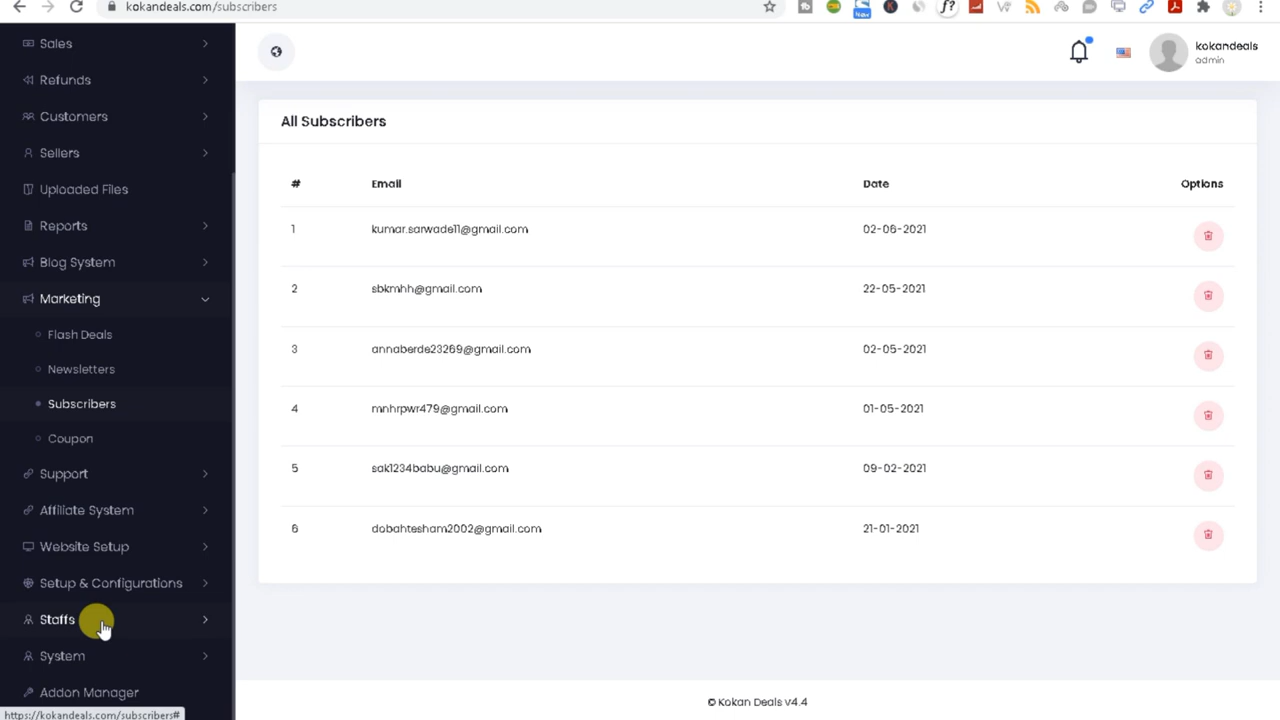 kokandeals.com/subscribers
New
f?
Sales
Refunds
Customers
Sellers
Uploaded Files
Reports
Blog System
Marketing
Flash Deals
Newsletters
Subscribers
Coupon
Support
Affiliate System
Website Setup
Setup & Configurations
Staffs
System
Addon Manager
https://kokandeals.com/subscribers#
kokandeals
admin
All Subscribers
# Email Date Options
1 kumar.sarwade11@gmail.com 02-06-2021
2 sbkmhh@gmail.com 22-05-2021
3 annaberde23269@gmail.com 02-05-2021
4 mnhrpwr479@gmail.com 01-05-2021
5 sak1234babu@gmail.com 09-02-2021
6 dobahtesham2002@gmail.com 21-01-2021
© Kokan Deals v4.4